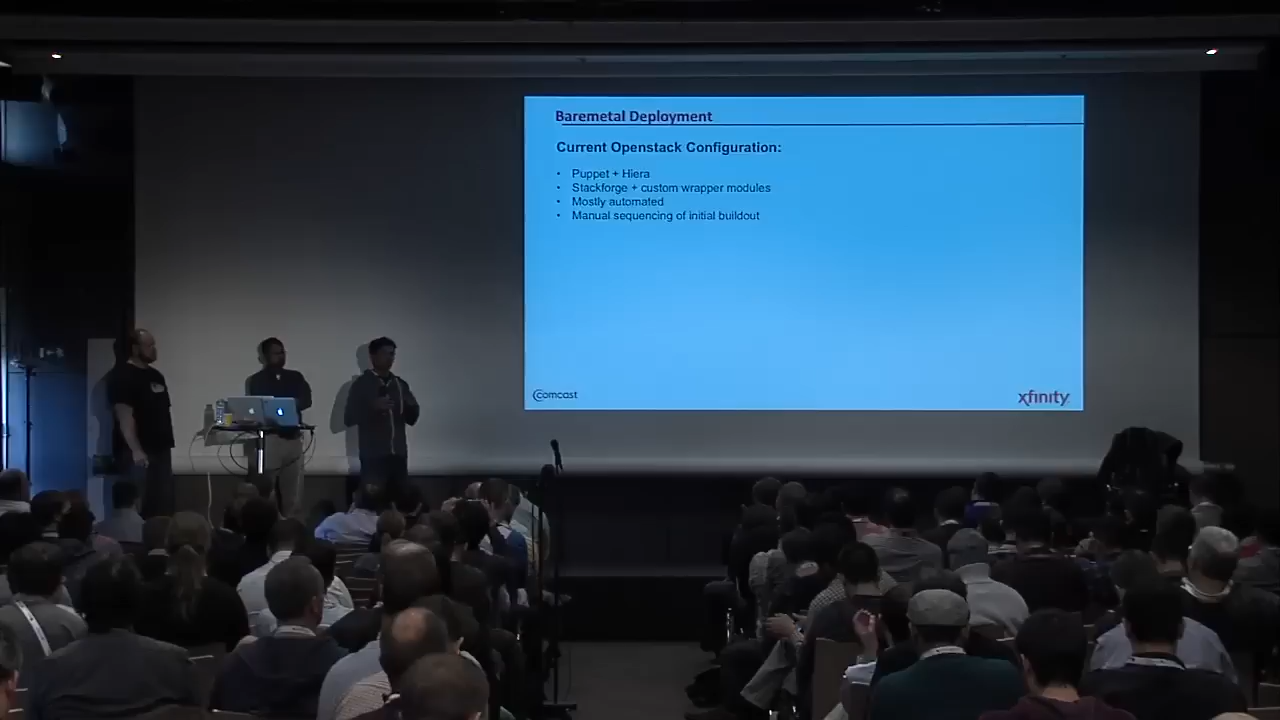 Baremetal Deployment
Current Openstack Configuration:
• Puppet + Hiera
• Stackforge + custom wrapper modules
• Mostly automated
• Manual sequencing of initial buildout
comcast
xfinity